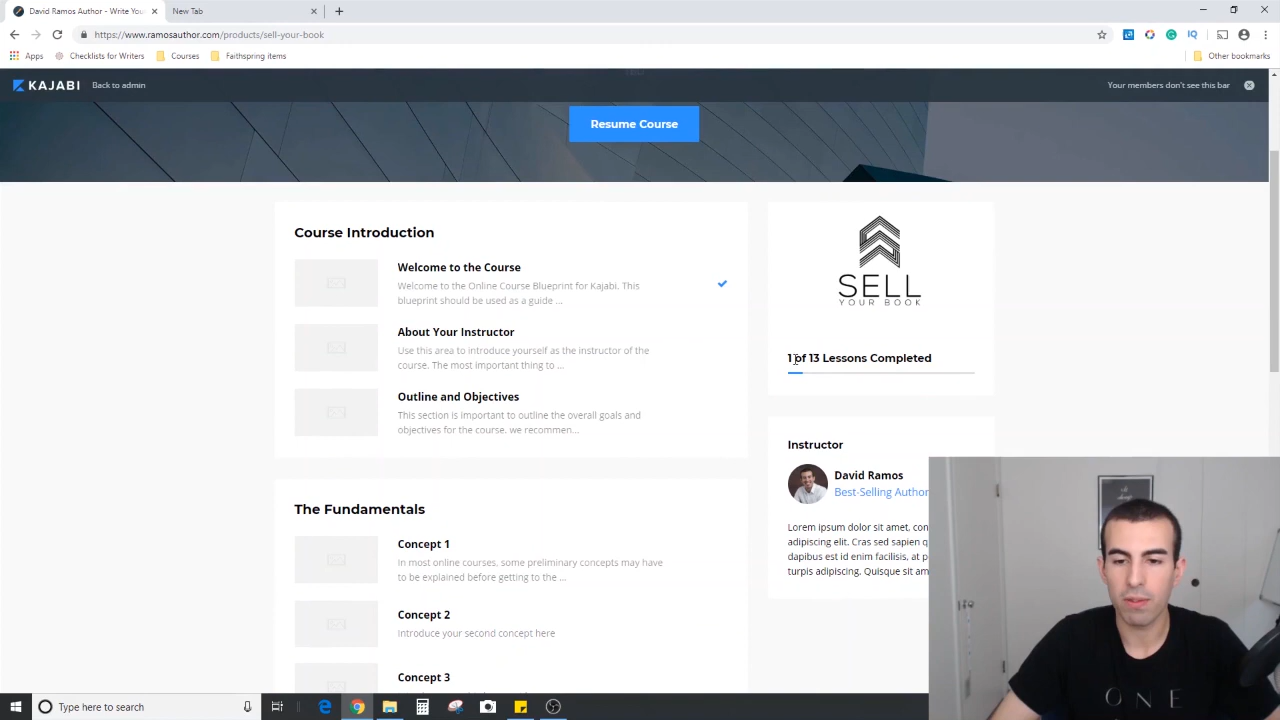 David Ramos Author - Write You
New Tab
https://www.ramosauthor.com/products/sell-your-book
IQ
Apps
Checklists for Writers
Courses
Faithspring items
Other bookmarks
KAJABI
Back to admin
Your members don't see this bar
Resume Course
Course Introduction
Welcome to the Course
Welcome to the Online Course Blueprint for Kajabi. This
blueprint should be used as a guide ...
About Your Instructor
Use this area to introduce yourself as the instructor of the
course. The most important thing to ...
Outline and Objectives
This section is important to outline the overall goals and
objectives for the course. we recommen...
SELL
YOUR BOOK
1 of 13 Lessons Completed
Instructor
David Ramos
Best-Selling Author
Lorem ipsum dolor sit amet, con
adipiscing elit. Cras sed sapien q
dapibus est id enim facilisis, at p
turpis adipiscing. Quisque sit am
The Fundamentals
Concept 1
In most online courses, some preliminary concepts may have
to be explained before getting to the ...
Concept 2
Introduce your second concept here
Concept 3
ONE
Type here to search